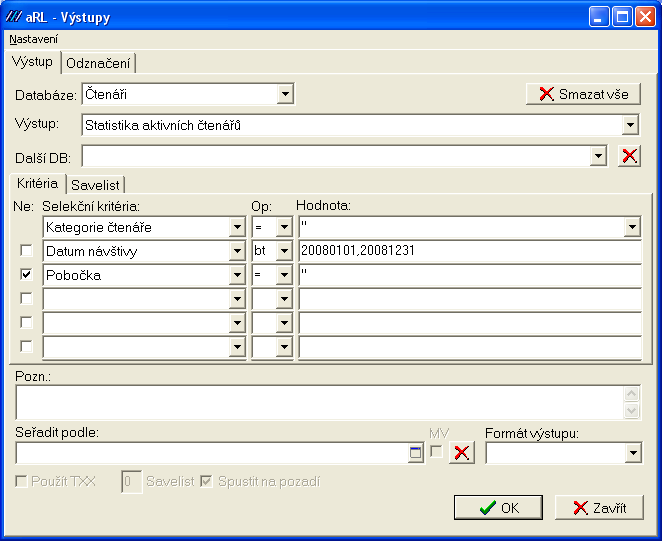 aRL - Výstupy
Nastavení
Výstup Odznačení
Databáze: Čtenáři Smazat vše
Výstup: Statistika aktivních čtenářů
Další DB:
Kritéria Savelist
Ne: Selekční kritéria: Op: Hodnota:
Kategorie čtenáře = "
Datum návštivy bt 20080101,20081231
Pobočka = "
Pozn.:
Seřadit podle: MV Formát výstupu:
Použít TXX 0 Savelist Spustit na pozadí
OK Zavřít